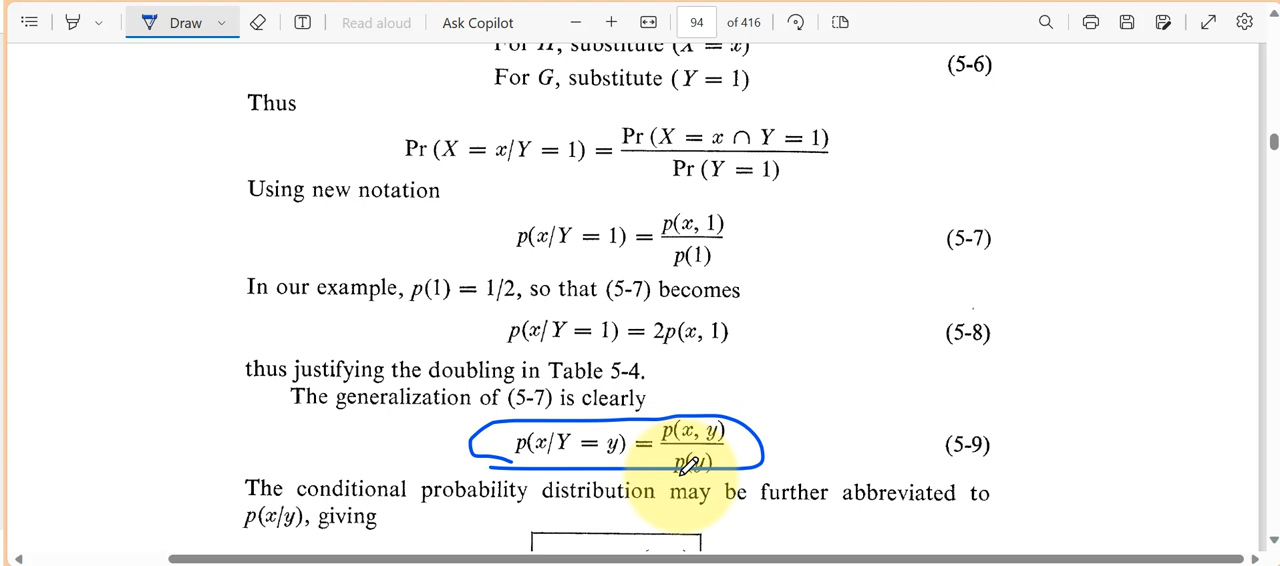 Draw
Read aloud
Ask Copilot
94
of 416
For H, substitute (X = x)
(5-6)
For G, substitute (Y = 1)
Thus
Pr (X = x/Y = 1) = Pr (X = x ∩ Y = 1) / Pr (Y = 1)
Using new notation
p(x/Y = 1) = p(x, 1) / p(1)
(5-7)
In our example, p(1) = 1/2, so that (5-7) becomes
p(x/Y = 1) = 2p(x, 1)
(5-8)
thus justifying the doubling in Table 5-4.
The generalization of (5-7) is clearly
p(x/Y = y) = p(x, y) / p(y)
(5-9)
The conditional probability distribution may be further abbreviated to
p(x/y), giving